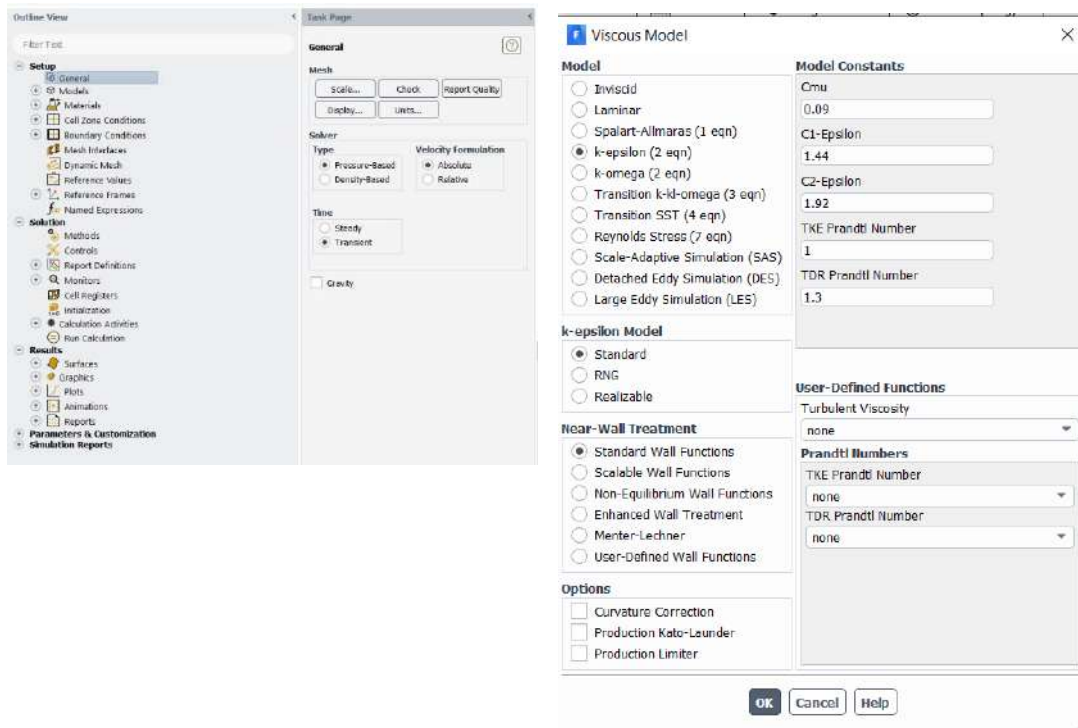 Outline View
Filter Text
Setup
General
Models
Materials
Cell Zone Conditions
Boundary Conditions
Mesh Interfaces
Dynamic Mesh
Reference Values
Reference Frames
Named Expressions
Solution
Methods
Controls
Report Definitions
Monitors
Cell Registers
Initialization
Calculation Activities
Run Calculation
Results
Surfaces
Graphics
Plots
Animations
Reports
Parameters & Customization
Simulation Reports
Task Page
General
Mesh
Scale... Check Report Quality
Display... Units...
Solver
Type Velocity Formulation
Pressure-Based Absolute
Density-Based Relative
Time
Steady
Transient
Gravity
Viscous Model
Model
Inviscid
Laminar
Spalart-Allmaras (1 eqn)
k-epsilon (2 eqn)
k-omega (2 eqn)
Transition k-kl-omega (3 eqn)
Transition SST (4 eqn)
Reynolds Stress (7 eqn)
Scale-Adaptive Simulation (SAS)
Detached Eddy Simulation (DES)
Large Eddy Simulation (LES)
k-epsilon Model
Standard
RNG
Realizable
Near-Wall Treatment
Standard Wall Functions
Scalable Wall Functions
Non-Equilibrium Wall Functions
Enhanced Wall Treatment
Menter-Lechner
User-Defined Wall Functions
Options
Curvature Correction
Production Kato-Launder
Production Limiter
Model Constants
Cmu
0.09
C1-Epsilon
1.44
C2-Epsilon
1.92
TKE Prandtl Number
1
TDR Prandtl Number
1.3
User-Defined Functions
Turbulent Viscosity
none
Prandtl Numbers
TKE Prandtl Number
none
TDR Prandtl Number
none
OK Cancel Help